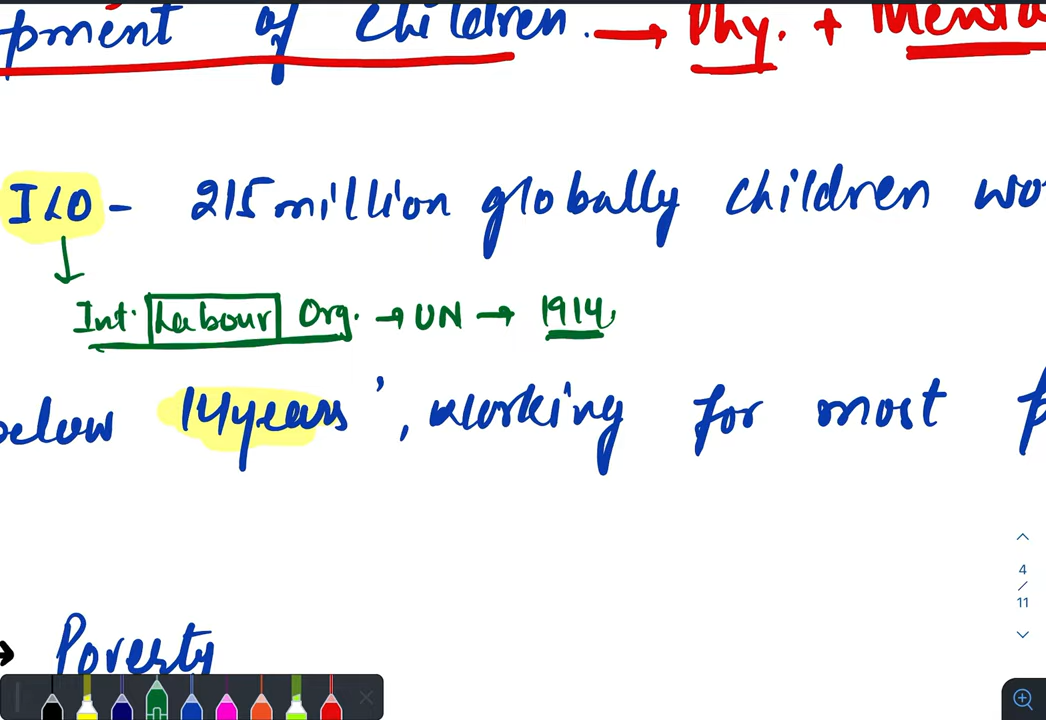 pment of children. → Phy. + Menta
ILO - 215 million globally children wo
Int. Labour Org. → UN → 1914
below 14 years', working for most p
4
/
11
→ Poverty